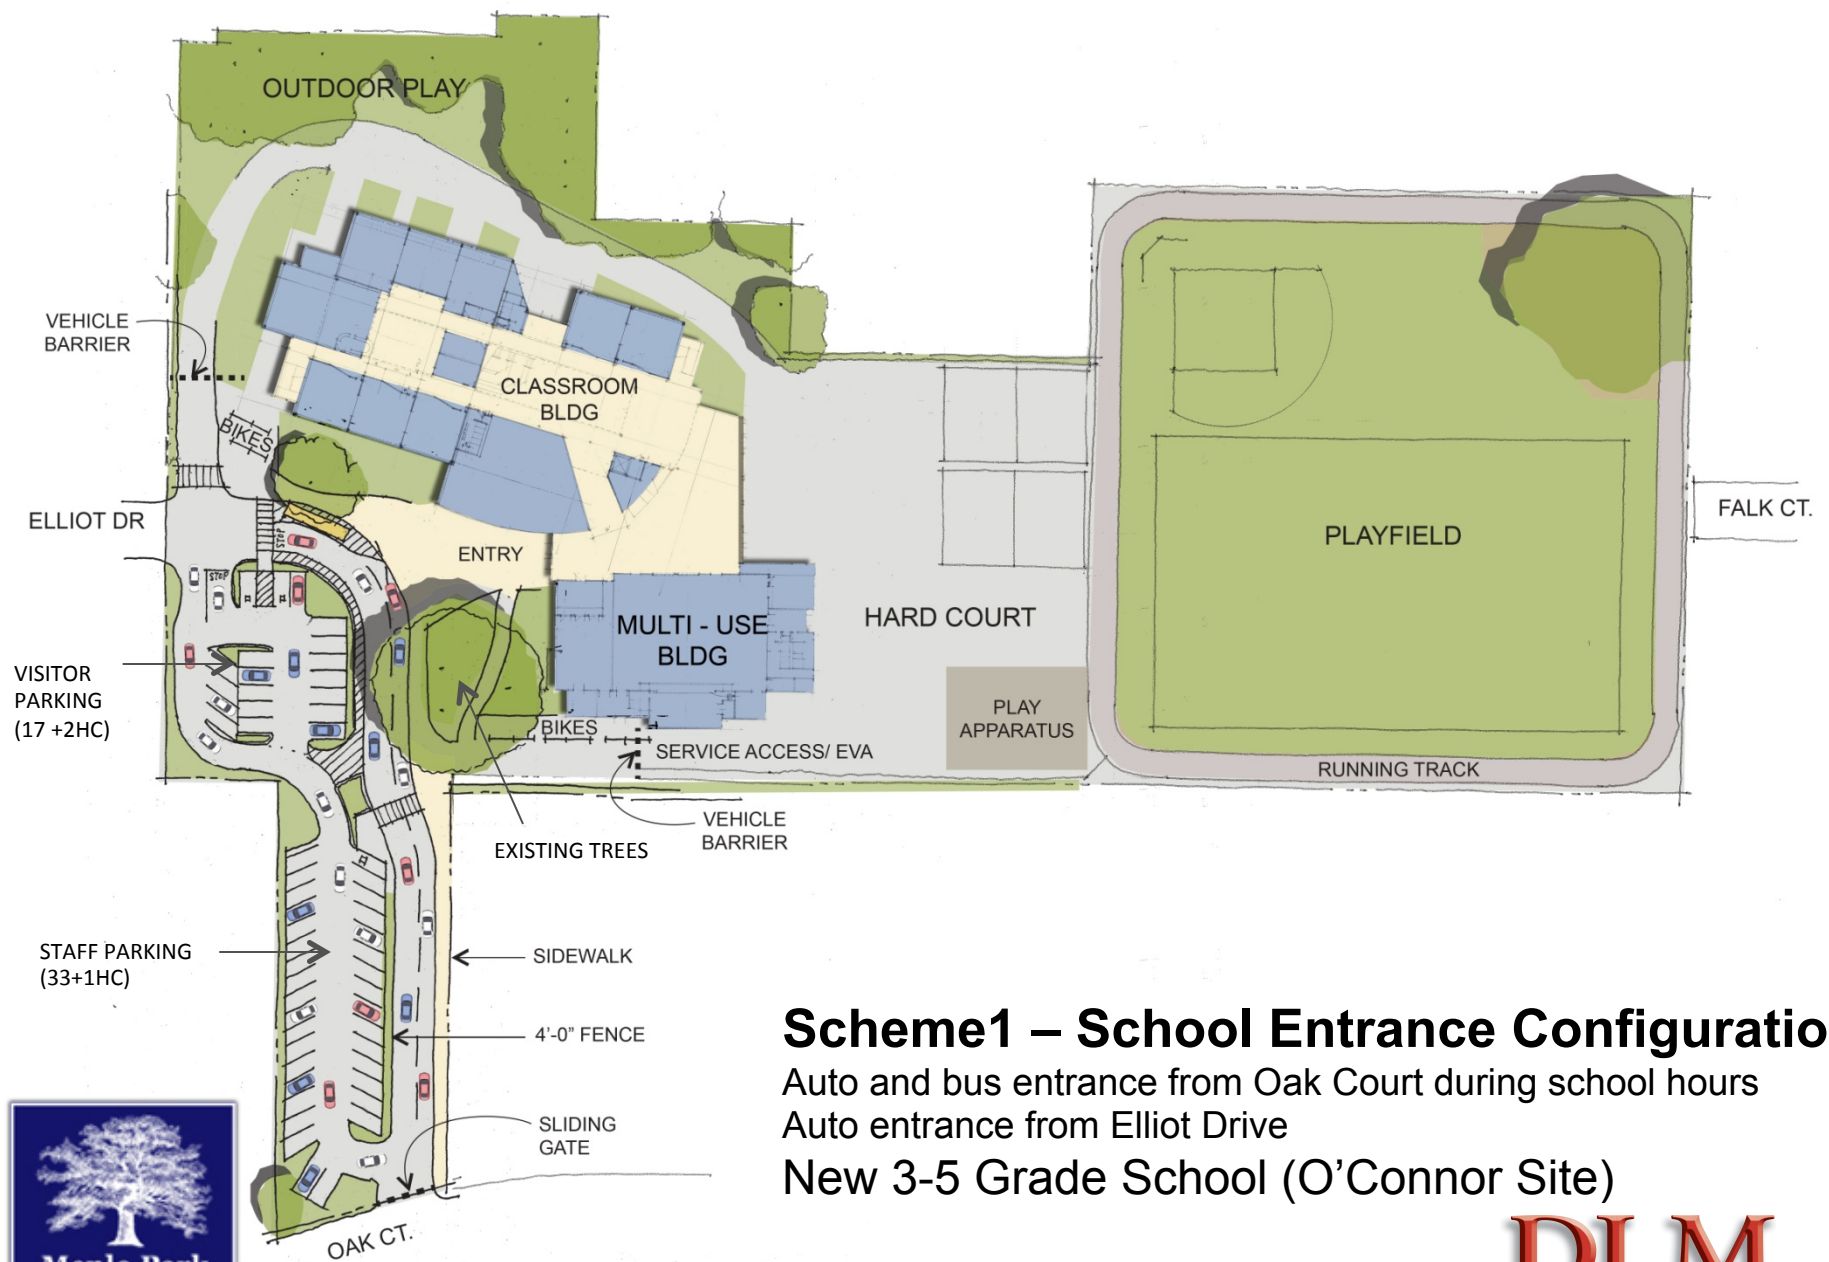 OUTDOOR PLAY
VEHICLE
BARRIER
CLASSROOM
BLDG
BIKES
ELLIOT DR
STOP
ENTRY
STOP
FALK CT.
PLAYFIELD
MULTI - USE
BLDG
HARD COURT
VISITOR
PARKING
(17 +2HC)
PLAY
APPARATUS
BIKES
SERVICE ACCESS/ EVA
RUNNING TRACK
VEHICLE
BARRIER
EXISTING TREES
STAFF PARKING
(33+1HC)
SIDEWALK
4'-0” FENCE
SLIDING
GATE
OAK CT.
Scheme1 – School Entrance Configuratio
Auto and bus entrance from Oak Court during school hours
Auto entrance from Elliot Drive
New 3-5 Grade School (O’Connor Site)
DLM